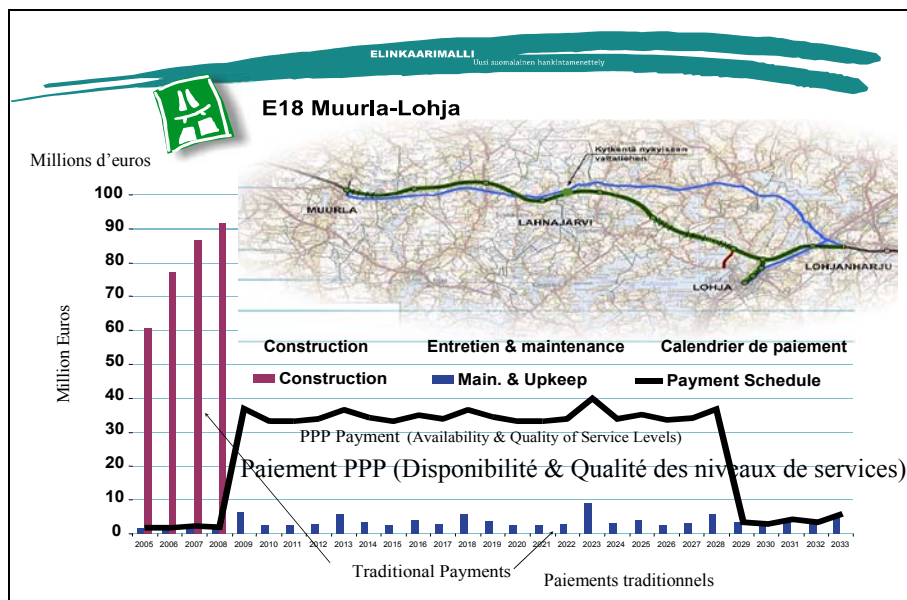 ELINKAARIMALLI
Uusi suomalainen hankintamenettely
E18 Muurla-Lohja
Millions d'euros
Kytkentä nykyiseen
valtatiehen
MUURLA
LAHNAJÄRVI
LOHJANHARJU
LOHJA
Million Euros
100
90
80
70
60
50
40
30
20
10
0
Construction Entretien & maintenance Calendrier de paiement
Construction Main. & Upkeep Payment Schedule
PPP Payment (Availability & Quality of Service Levels)
Paiement PPP (Disponibilité & Qualité des niveaux de services)
2005 2006 2007 2008 2009 2010 2011 2012 2013 2014 2015 2016 2017 2018 2019 2020 2021 2022 2023 2024 2025 2026 2027 2028 2029 2030 2031 2032 2033
Traditional Payments
Paiements traditionnels